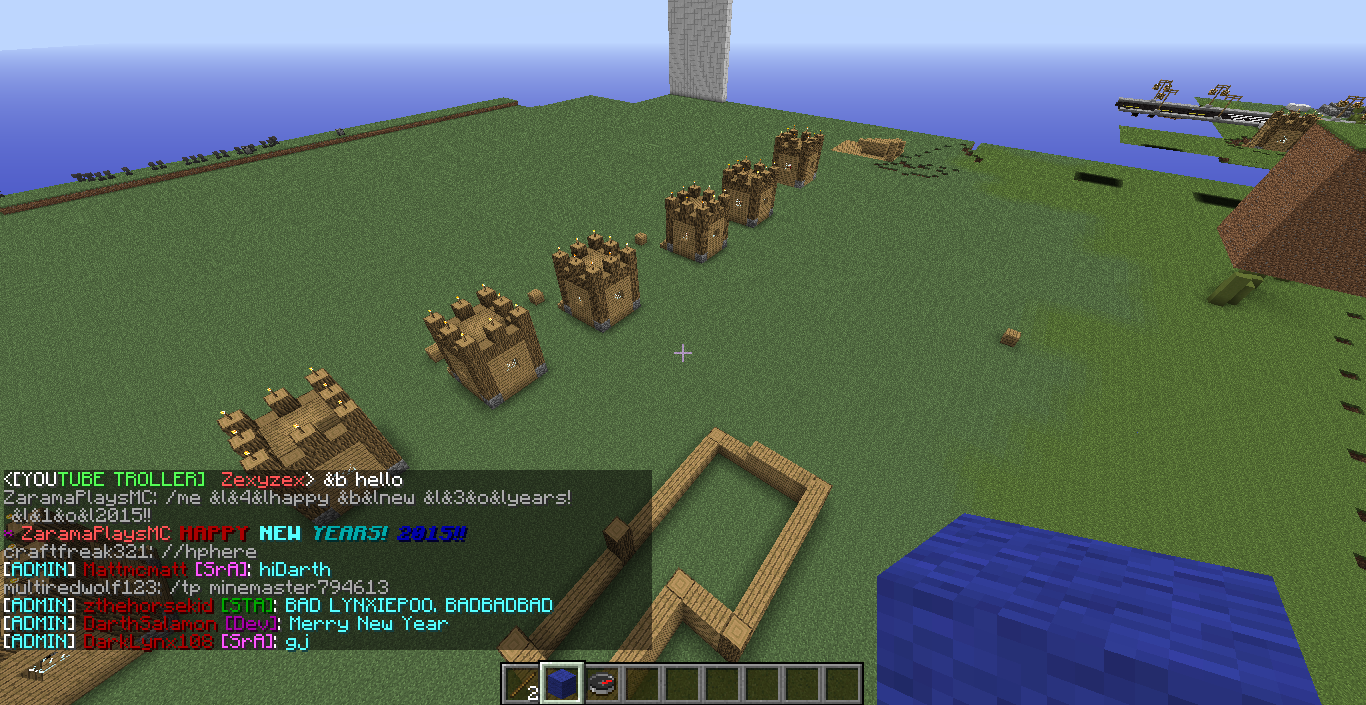 <[YOUTUBE TROLLER] Zexyzex> &b hello
ZaramaPlaysMC: /me &l&4&lhappy &b&lnew &l&3&o&lyears!
&l&1&o&l2015!!
* ZaramaPlaysMC HAPPY NEW YEARS! 2015!!
craftfreak321: //hphere
[ADMIN] Mattmcmatt [SrA]: hiDarth
multiredwolf123: /tp minemaster794613
[ADMIN] zthehorsekid [STA]: BAD LYNXIEPOO, BADBADBAD
[ADMIN] DarthSalamon [Dev]: Merry New Year
[ADMIN] DarkLynx108 [SrA]: gj
2